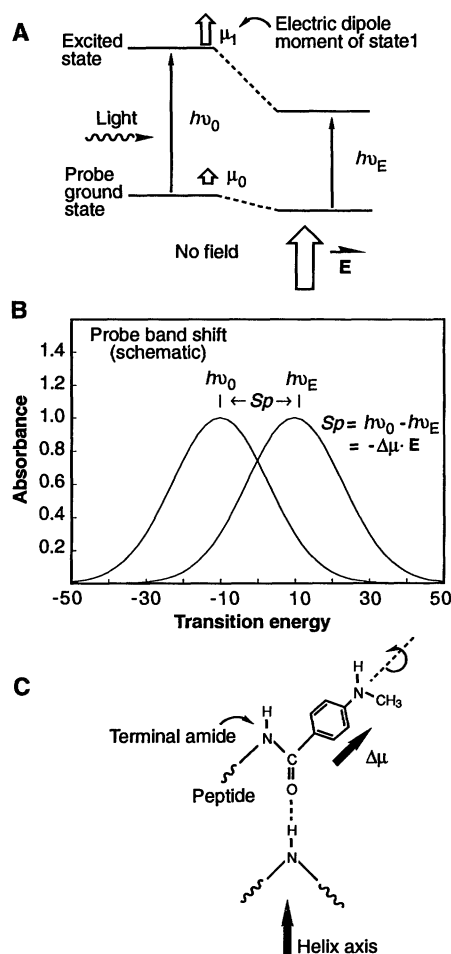 A
Excited
state
μ1
Electric dipole
moment of state1
Light
hυ0
hυE
Probe
ground
state
μ0
No field
E
B
Probe band shift
(schematic)
hυ0
hυE
← Sp →
Sp = hυ0 - hυE
= -Δμ · E
Absorbance
1.4
1.2
1.0
0.8
0.6
0.4
0.2
-50 -30 -10 10 30 50
Transition energy
C
H
N
CH3
H
N
Terminal amide
C
Δμ
Peptide
O
H
N
Helix axis